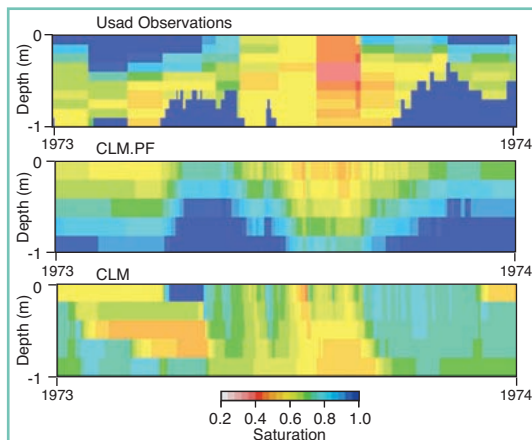 Usad Observations
0
Depth (m)
-1
1973 1974
CLM.PF
0
Depth (m)
-1
1973 1974
CLM
0
Depth (m)
-1
1973 1974
0.2 0.4 0.6 0.8 1.0
Saturation